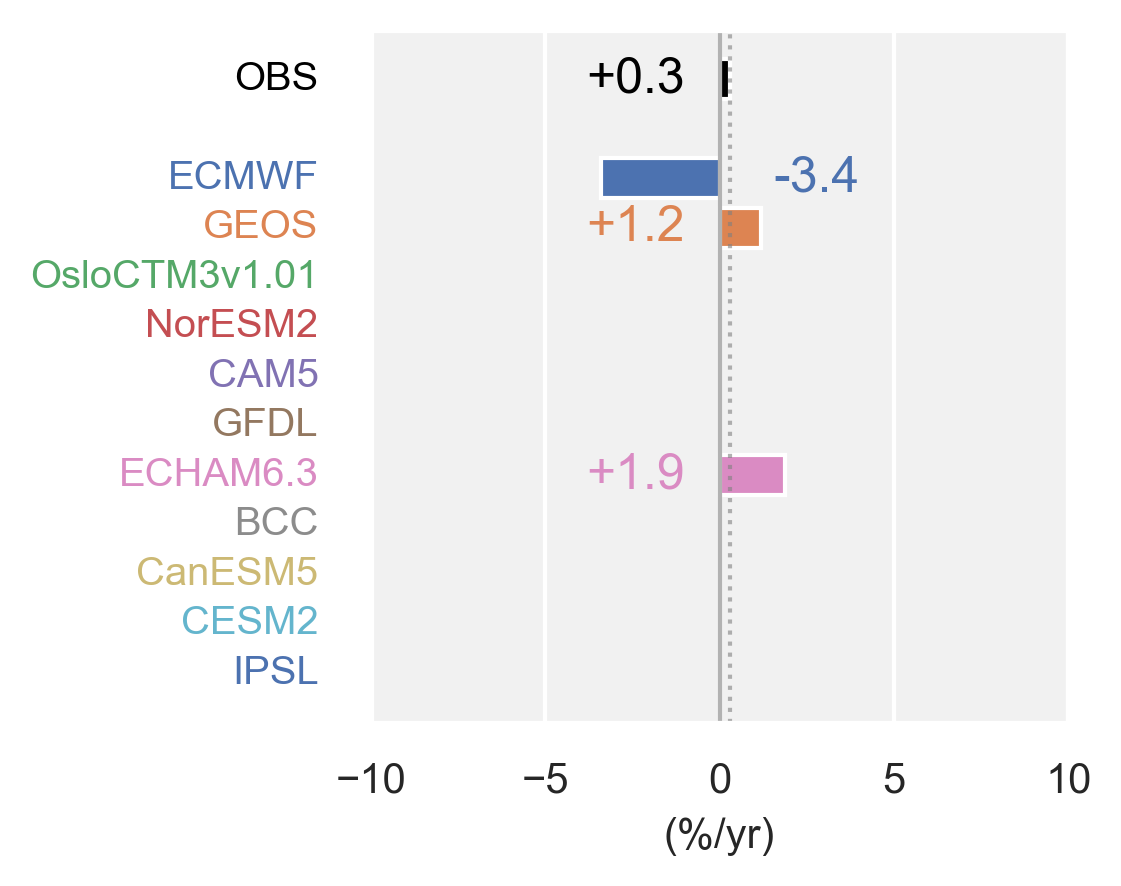 OBS +0.3
ECMWF -3.4
GEOS +1.2
OsloCTM3v1.01
NorESM2
CAM5
GFDL
ECHAM6.3 +1.9
BCC
CanESM5
CESM2
IPSL
−10 −5 0 5 10
(%/yr)